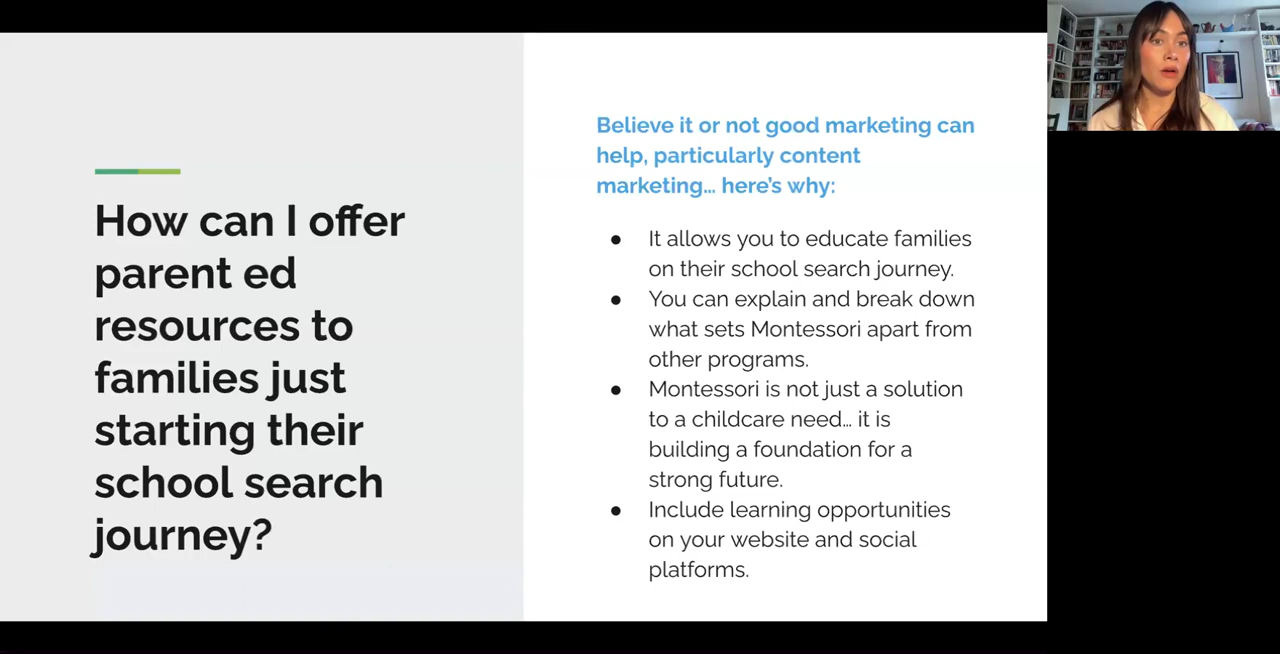 How can I offer
parent ed
resources to
families just
starting their
school search
journey?
Believe it or not good marketing can
help, particularly content
marketing... here's why:
● It allows you to educate families
on their school search journey.
● You can explain and break down
what sets Montessori apart from
other programs.
● Montessori is not just a solution
to a childcare need... it is
building a foundation for a
strong future.
● Include learning opportunities
on your website and social
platforms.